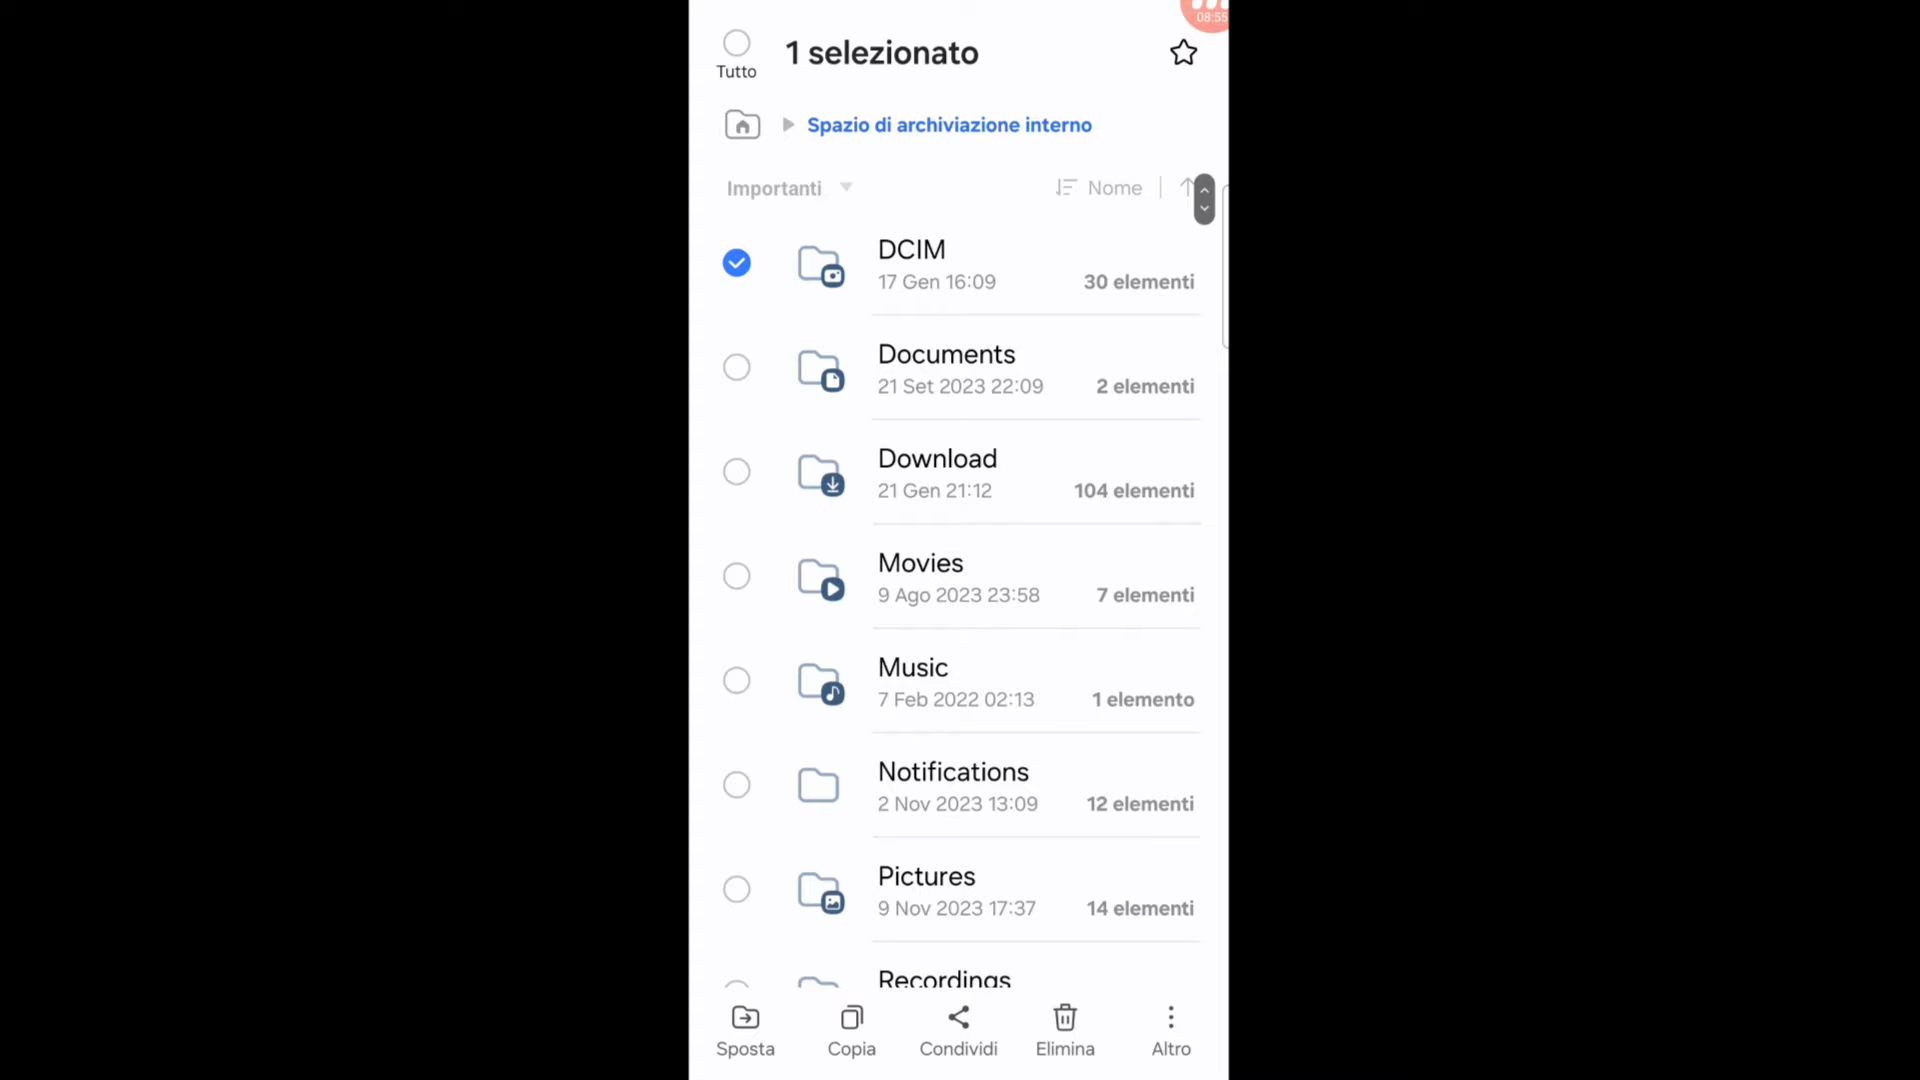 08:55
1 selezionato
Tutto
Spazio di archiviazione interno
Importanti
Nome
DCIM
17 Gen 16:09
30 elementi
Documents
21 Set 2023 22:09
2 elementi
Download
21 Gen 21:12
104 elementi
Movies
9 Ago 2023 23:58
7 elementi
Music
7 Feb 2022 02:13
1 elemento
Notifications
2 Nov 2023 13:09
12 elementi
Pictures
9 Nov 2023 17:37
14 elementi
Recordings
Sposta
Copia
Condividi
Elimina
Altro